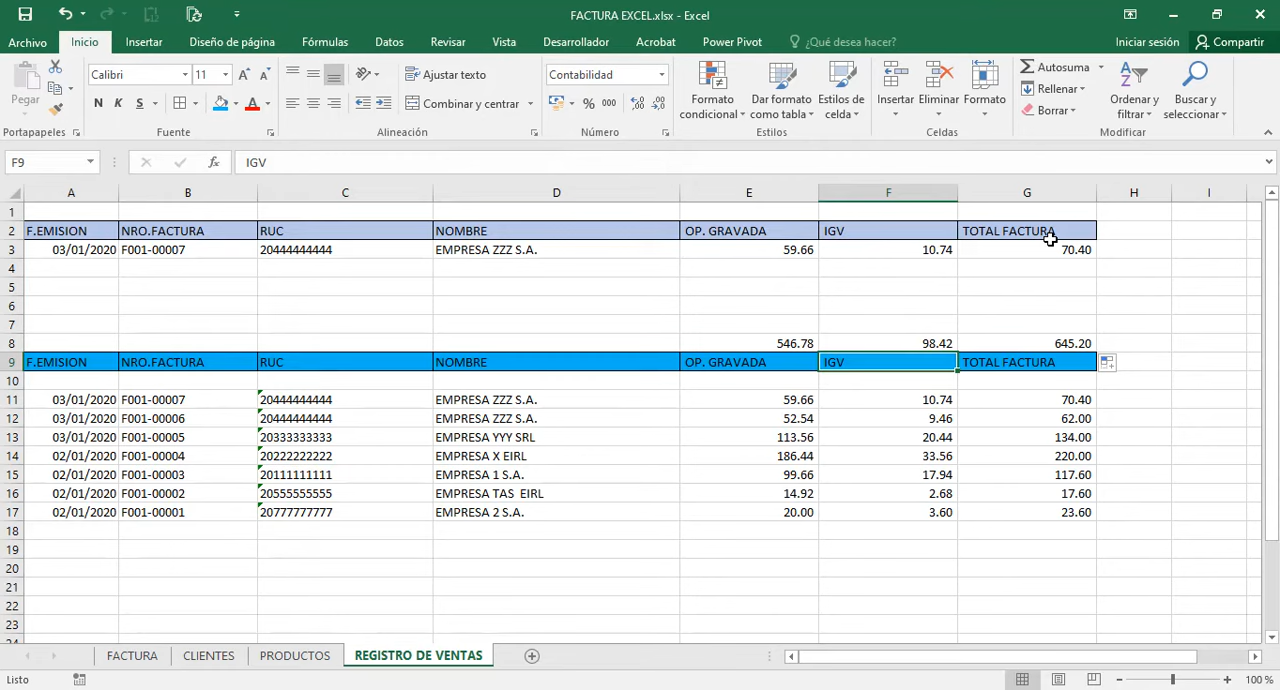 FACTURA EXCEL.xlsx - Excel
Archivo Inicio Insertar Diseño de página Fórmulas Datos Revisar Vista Desarrollador Acrobat Power Pivot ¿Qué desea hacer? Iniciar sesión Compartir
Pegar
Calibri 11
N K S
Ajustar texto
Combinar y centrar
Contabilidad
% 000
Formato condicional
Dar formato como tabla
Estilos de celda
Insertar
Eliminar
Formato
Autosuma
Rellenar
Borrar
Ordenar y filtrar
Buscar y seleccionar
Portapapeles Fuente Alineación Número Estilos Celdas Modificar
F9 fx IGV
A B C D E F G H I
1
2 F.EMISION NRO.FACTURA RUC NOMBRE OP. GRAVADA IGV TOTAL FACTURA
3 03/01/2020 F001-00007 20444444444 EMPRESA ZZZ S.A. 59.66 10.74 70.40
4
5
6
7
8 546.78 98.42 645.20
9 F.EMISION NRO.FACTURA RUC NOMBRE OP. GRAVADA IGV TOTAL FACTURA
10
11 03/01/2020 F001-00007 20444444444 EMPRESA ZZZ S.A. 59.66 10.74 70.40
12 03/01/2020 F001-00006 20444444444 EMPRESA ZZZ S.A. 52.54 9.46 62.00
13 03/01/2020 F001-00005 20333333333 EMPRESA YYY SRL 113.56 20.44 134.00
14 02/01/2020 F001-00004 20222222222 EMPRESA X EIRL 186.44 33.56 220.00
15 02/01/2020 F001-00003 20111111111 EMPRESA 1 S.A. 99.66 17.94 117.60
16 02/01/2020 F001-00002 20555555555 EMPRESA TAS  EIRL 14.92 2.68 17.60
17 02/01/2020 F001-00001 20777777777 EMPRESA 2 S.A. 20.00 3.60 23.60
18
19
20
21
22
23
FACTURA CLIENTES PRODUCTOS REGISTRO DE VENTAS
Listo 100 %